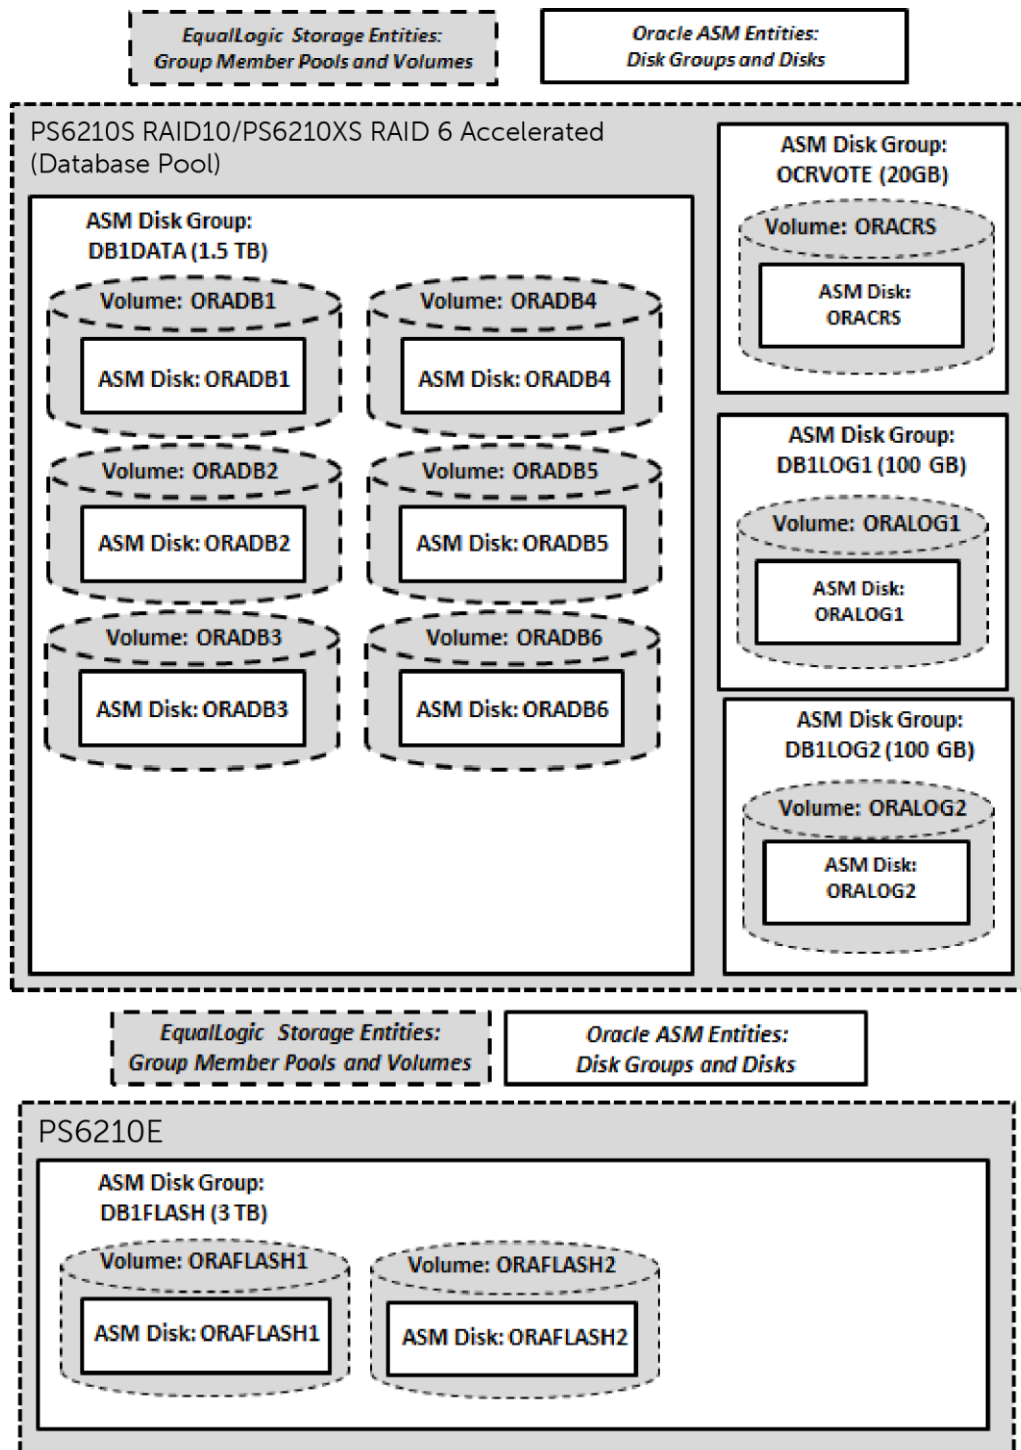 EqualLogic Storage Entities:
Group Member Pools and Volumes
Oracle ASM Entities:
Disk Groups and Disks
PS6210S RAID10/PS6210XS RAID 6 Accelerated
(Database Pool)
ASM Disk Group:
DB1DATA (1.5 TB)
Volume: ORADB1
ASM Disk: ORADB1
Volume: ORADB4
ASM Disk: ORADB4
Volume: ORADB2
ASM Disk: ORADB2
Volume: ORADB5
ASM Disk: ORADB5
Volume: ORADB3
ASM Disk: ORADB3
Volume: ORADB6
ASM Disk: ORADB6
ASM Disk Group:
OCRVOTE (20GB)
Volume: ORACRS
ASM Disk:
ORACRS
ASM Disk Group:
DB1LOG1 (100 GB)
Volume: ORALOG1
ASM Disk:
ORALOG1
ASM Disk Group:
DB1LOG2 (100 GB)
Volume: ORALOG2
ASM Disk:
ORALOG2
EqualLogic Storage Entities:
Group Member Pools and Volumes
Oracle ASM Entities:
Disk Groups and Disks
PS6210E
ASM Disk Group:
DB1FLASH (3 TB)
Volume: ORAFLASH1
ASM Disk: ORAFLASH1
Volume: ORAFLASH2
ASM Disk: ORAFLASH2